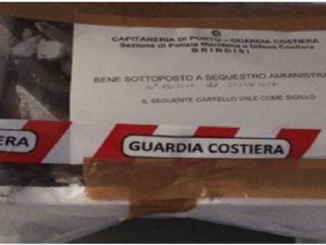 CAPITANERIA DI PORTO - GUARDIA COSTIERA
Sezione di Polizia Marittima e Difesa Costiera
BRINDISI
BENE SOTTOPOSTO A SEQUESTRO AMMINISTRA
IL SEGUENTE CARTELLO VALE COME SIGILLO
IERA
GUARDIA COSTIERA